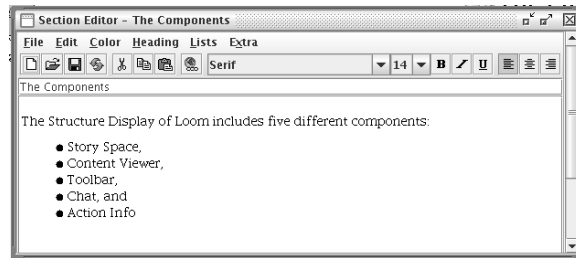 Section Editor - The Components
File Edit Color Heading Lists Extra
Serif 14 B I U
The Components
The Structure Display of Loom includes five different components:
● Story Space,
● Content Viewer,
● Toolbar,
● Chat, and
● Action Info